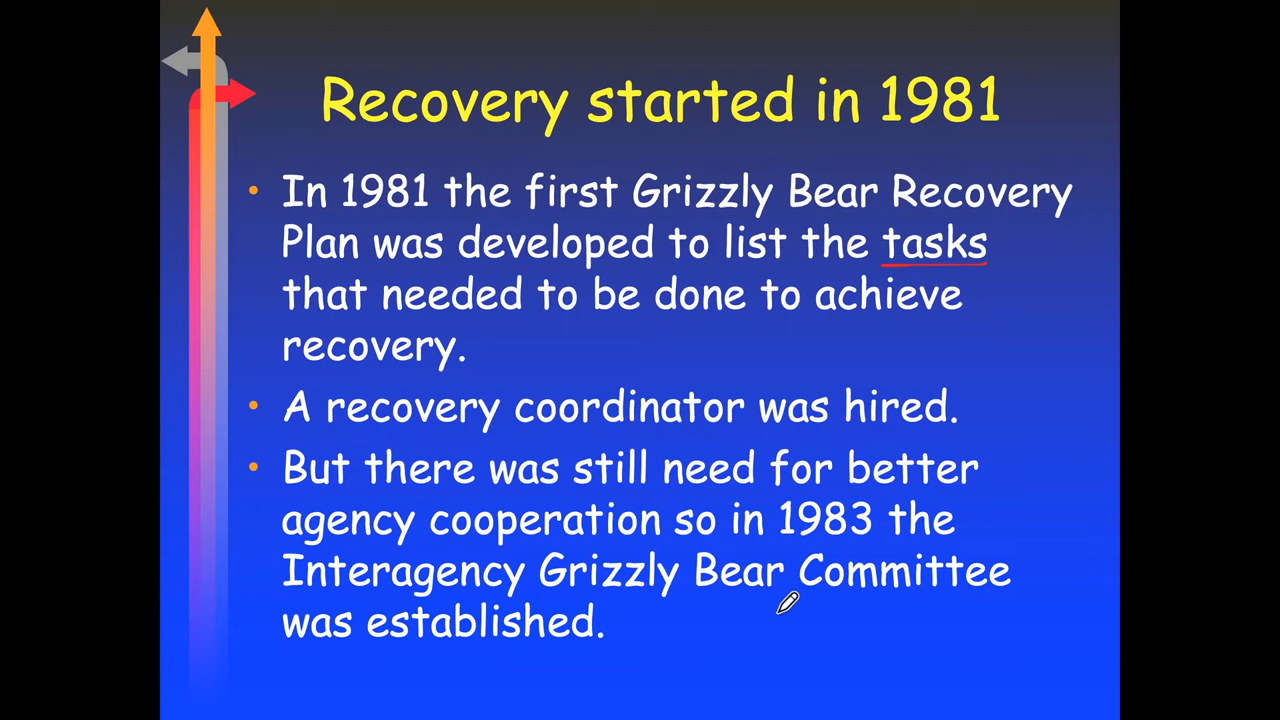 Recovery started in 1981
• In 1981 the first Grizzly Bear Recovery
Plan was developed to list the tasks
that needed to be done to achieve
recovery.
• A recovery coordinator was hired.
• But there was still need for better
agency cooperation so in 1983 the
Interagency Grizzly Bear Committee
was established.